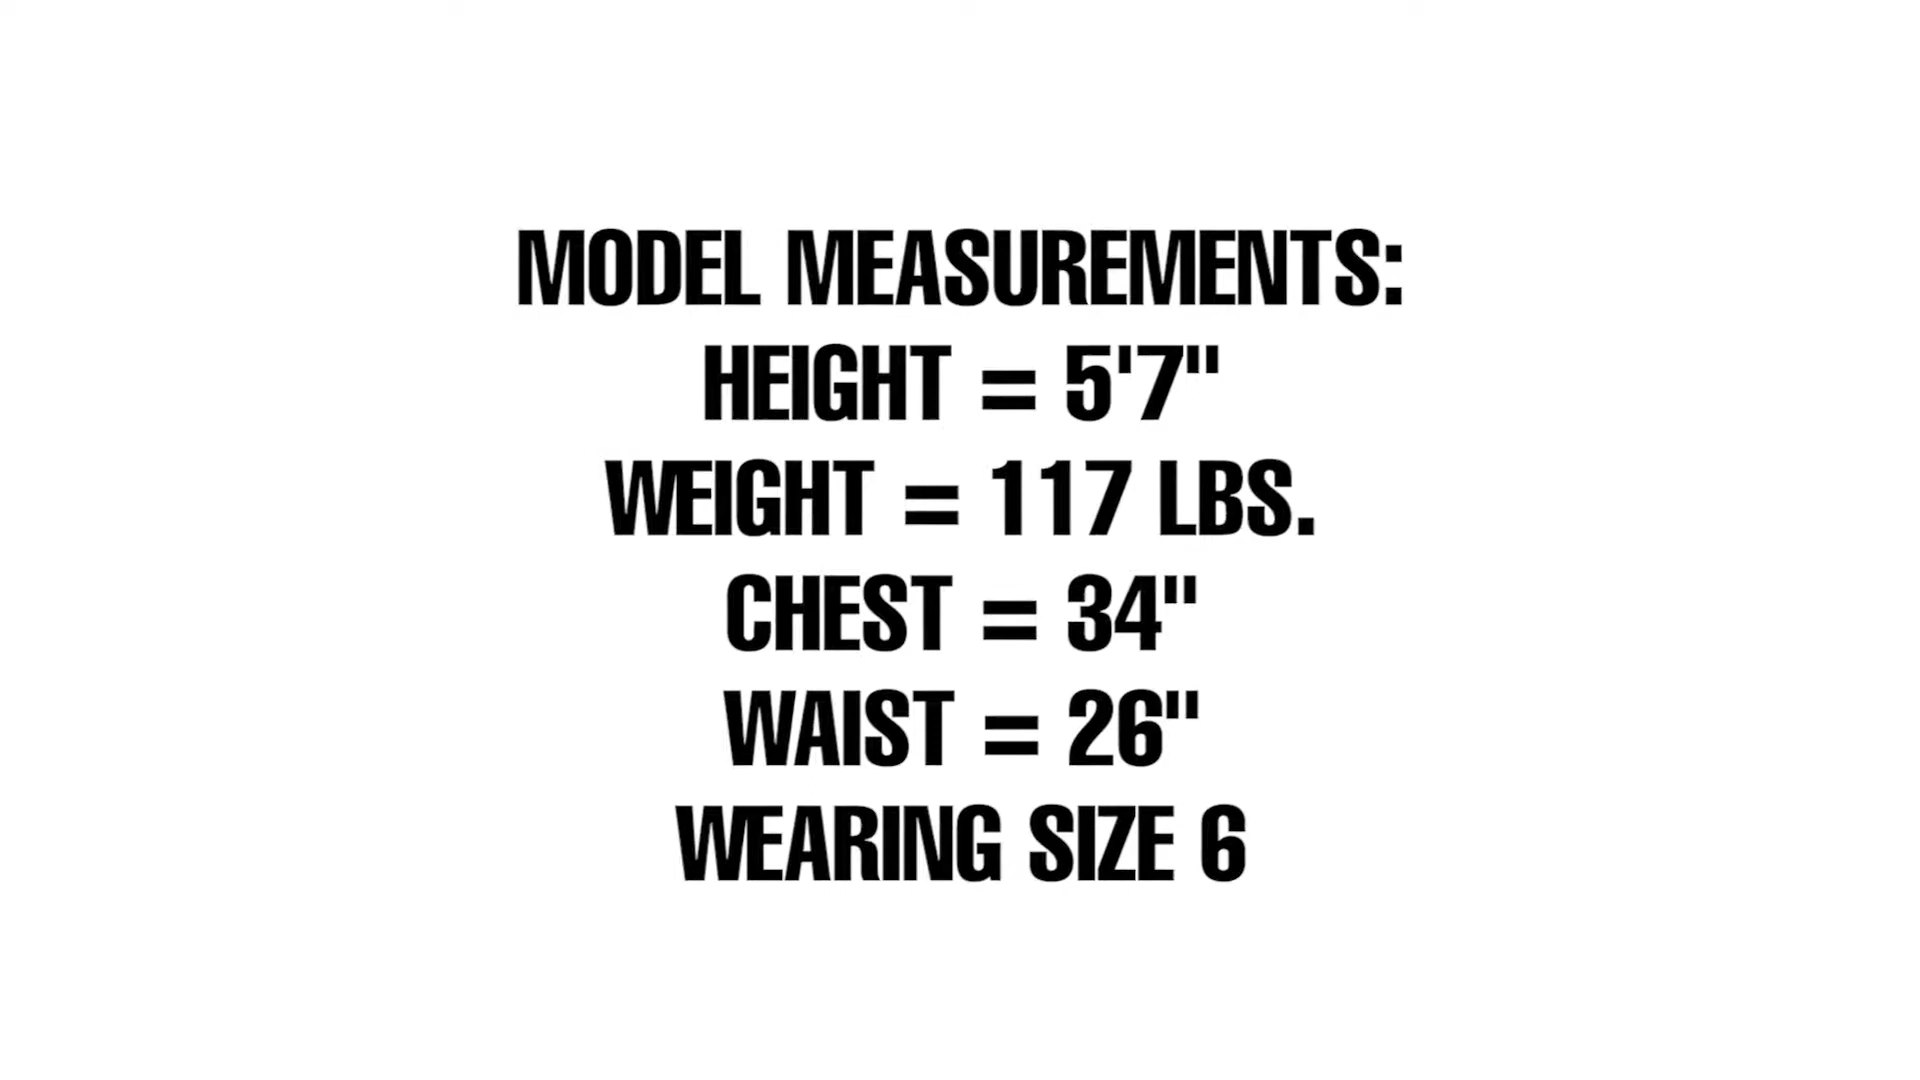 MODEL MEASUREMENTS:
HEIGHT = 5'7"
WEIGHT = 117 LBS.
CHEST = 34"
WAIST = 26"
WEARING SIZE 6